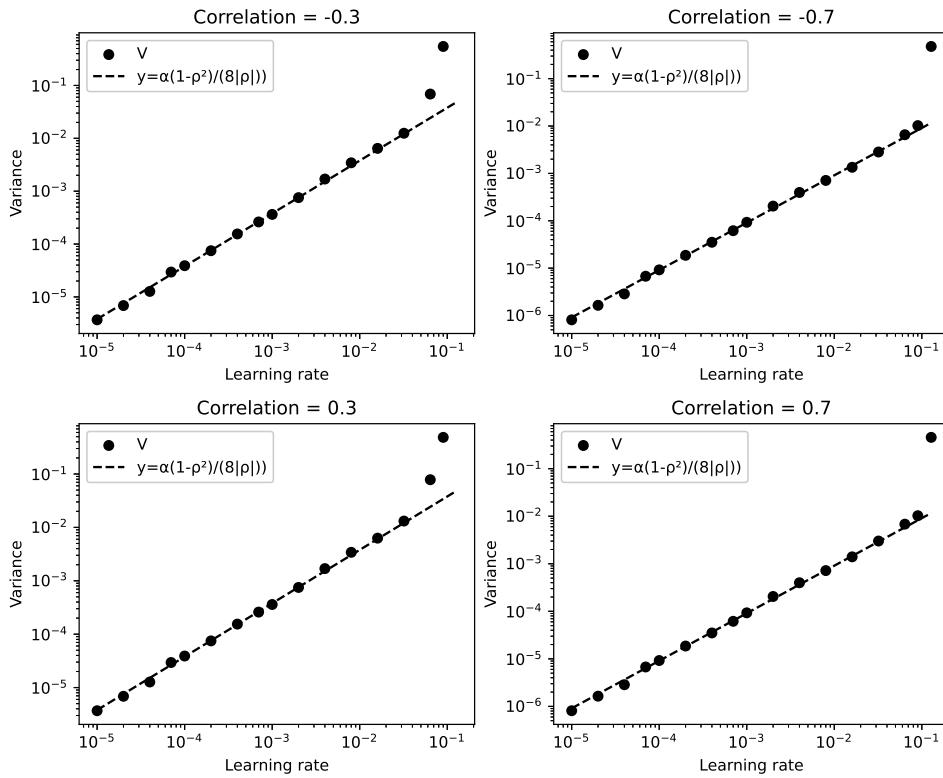 Correlation = -0.3
V
y=α(1-ρ²)/(8|ρ|))
10⁻¹
10⁻²
10⁻³
10⁻⁴
10⁻⁵
Variance
10⁻⁵ 10⁻⁴ 10⁻³ 10⁻² 10⁻¹
Learning rate
Correlation = -0.7
V
y=α(1-ρ²)/(8|ρ|))
10⁻¹
10⁻²
10⁻³
10⁻⁴
10⁻⁵
10⁻⁶
Variance
10⁻⁵ 10⁻⁴ 10⁻³ 10⁻² 10⁻¹
Learning rate
Correlation = 0.3
V
y=α(1-ρ²)/(8|ρ|))
10⁻¹
10⁻²
10⁻³
10⁻⁴
10⁻⁵
Variance
10⁻⁵ 10⁻⁴ 10⁻³ 10⁻² 10⁻¹
Learning rate
Correlation = 0.7
V
y=α(1-ρ²)/(8|ρ|))
10⁻¹
10⁻²
10⁻³
10⁻⁴
10⁻⁵
10⁻⁶
Variance
10⁻⁵ 10⁻⁴ 10⁻³ 10⁻² 10⁻¹
Learning rate